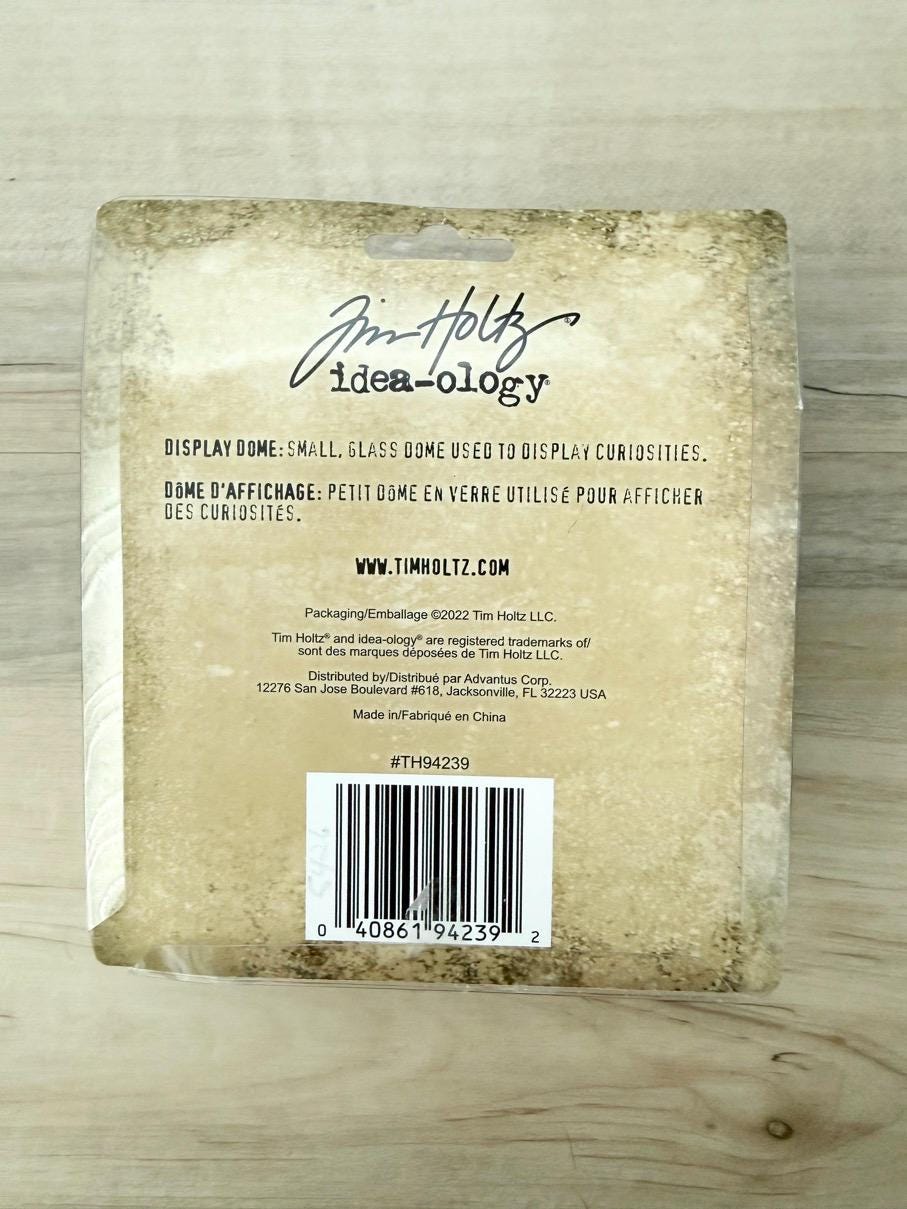 Tim Holtz®
idea-ology®
DISPLAY DOME: SMALL, GLASS DOME USED TO DISPLAY CURIOSITIES.
DôME D'AFFICHAGE: PETIT DôME EN VERRE UTILISÉ POUR AFFICHER
DES CURIOSITÉS.
WWW.TIMHOLTZ.COM
Packaging/Emballage ©2022 Tim Holtz LLC.
Tim Holtz® and idea-ology® are registered trademarks of/
sont des marques déposées de Tim Holtz LLC.
Distributed by/Distribué par Advantus Corp.
12276 San Jose Boulevard #618, Jacksonville, FL 32223 USA
Made in/Fabriqué en China
#TH94239
0 40861 94239 2